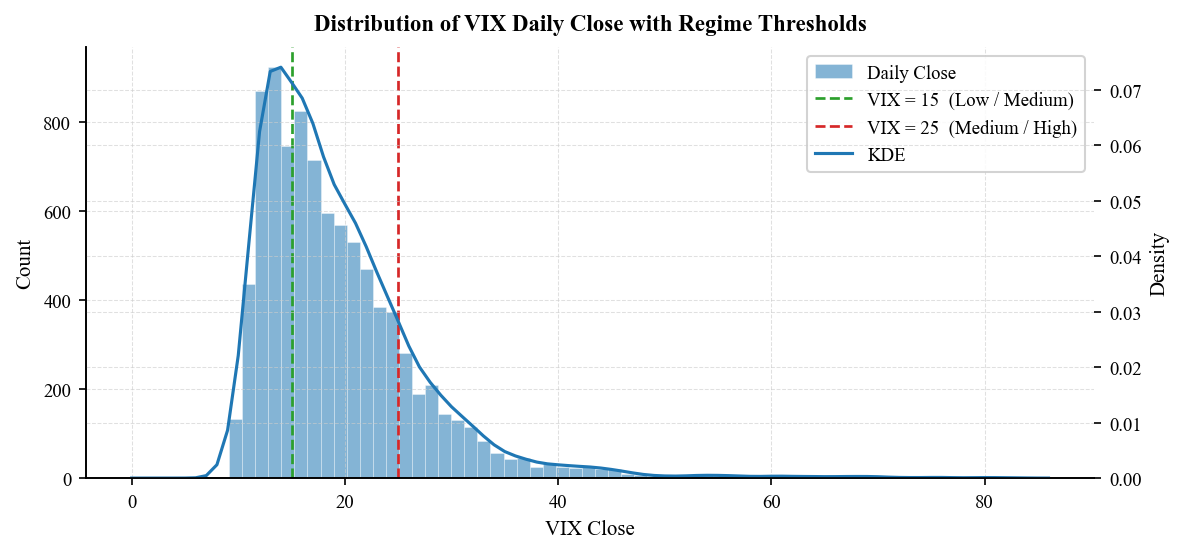 Distribution of VIX Daily Close with Regime Thresholds
Daily Close
VIX = 15  (Low / Medium)
VIX = 25  (Medium / High)
KDE
Count
800
600
400
200
0
0.07
0.06
0.05
0.04
0.03
0.02
0.01
0.00
Density
0
20
40
60
80
VIX Close